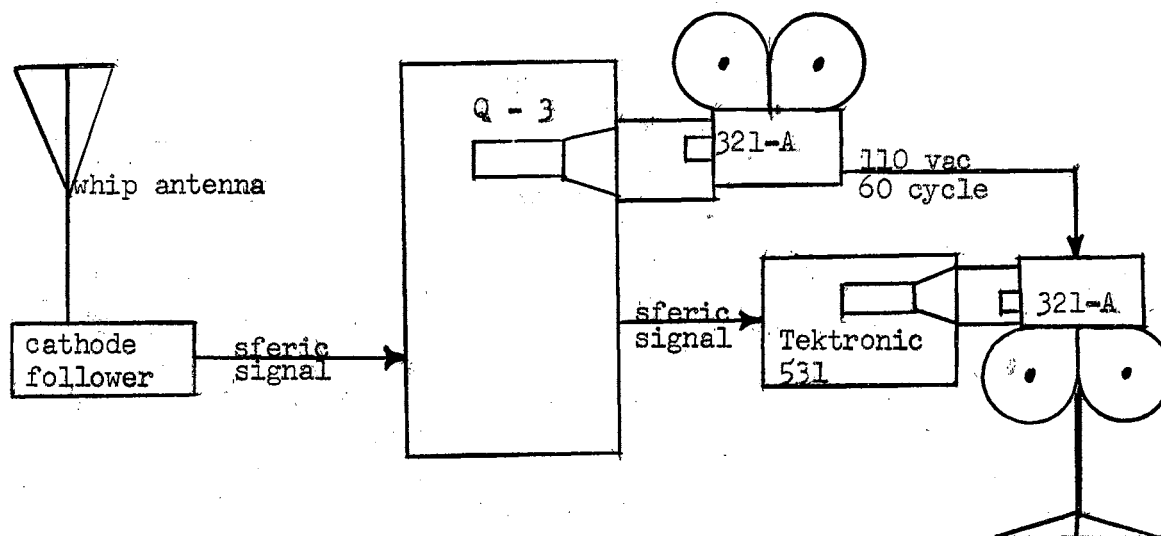 Q - 3
321-A
whip antenna
110 vac
60 cycle
sferic
signal
321-A
cathode
follower
sferic
signal
Tektronic
531